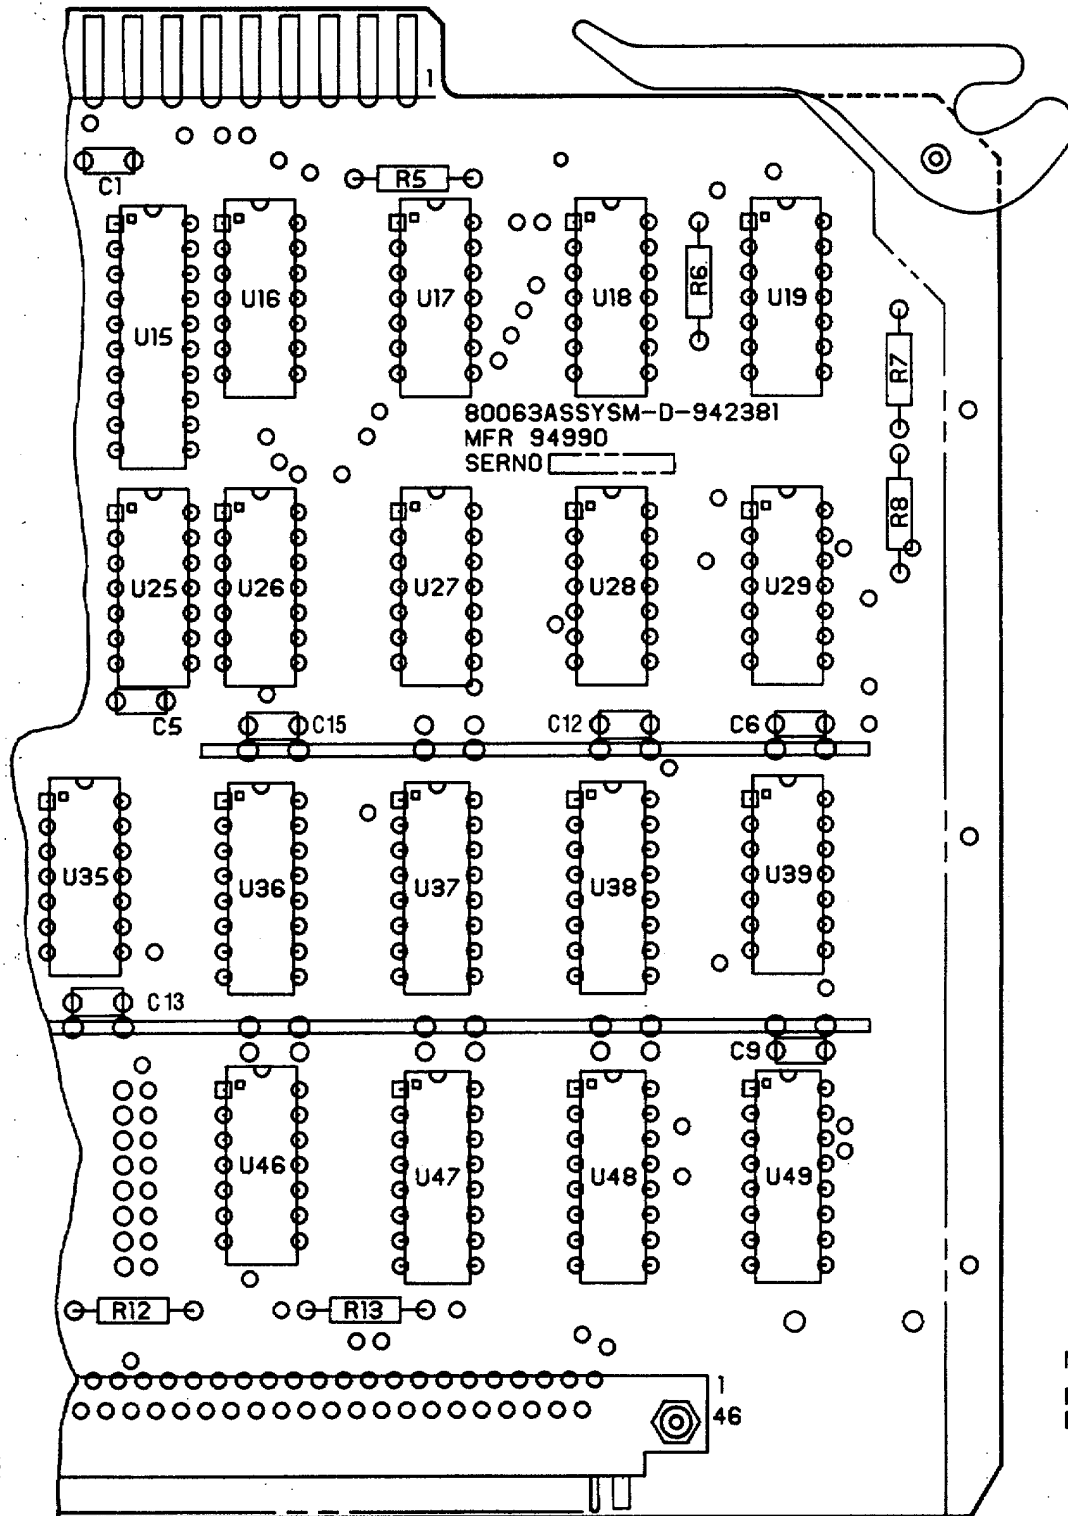 1
C1
R5
U15
U16
U17
U18
R6
U19
R7
80063ASSYSM-D-942381
MFR 94990
SERNO
R8
U25
U26
U27
U28
U29
C5
C15
C12
C6
U35
U36
U37
U38
U39
C13
C9
U46
U47
U48
U49
R12
R13
1
46